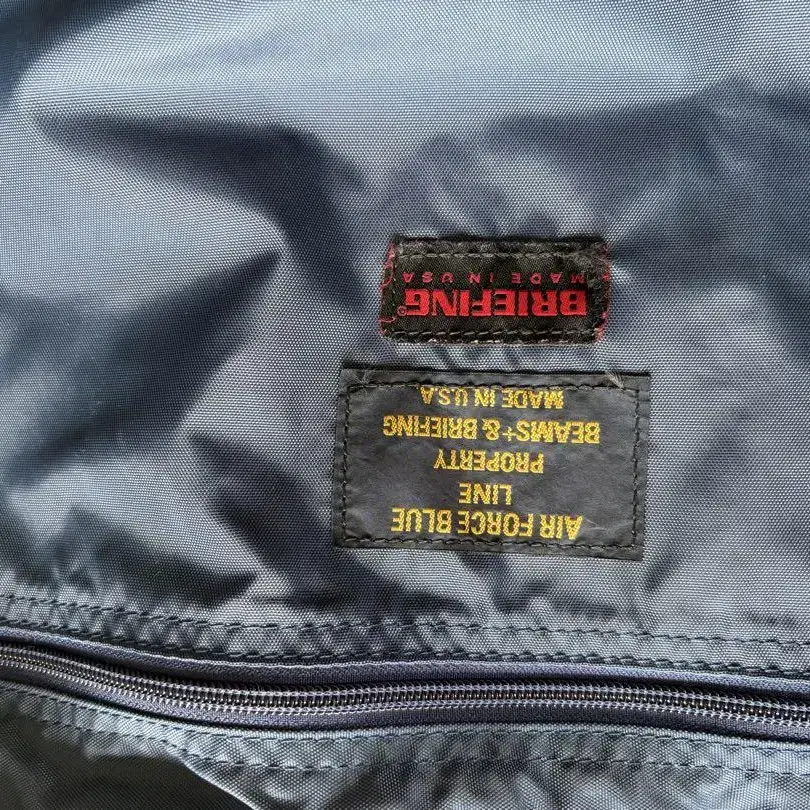 BRIEFING®
MADE IN USA
AIR FORCE BLUE
LINE
PROPERTY
BEAMS+& BRIEFING
MADE IN U.S.A